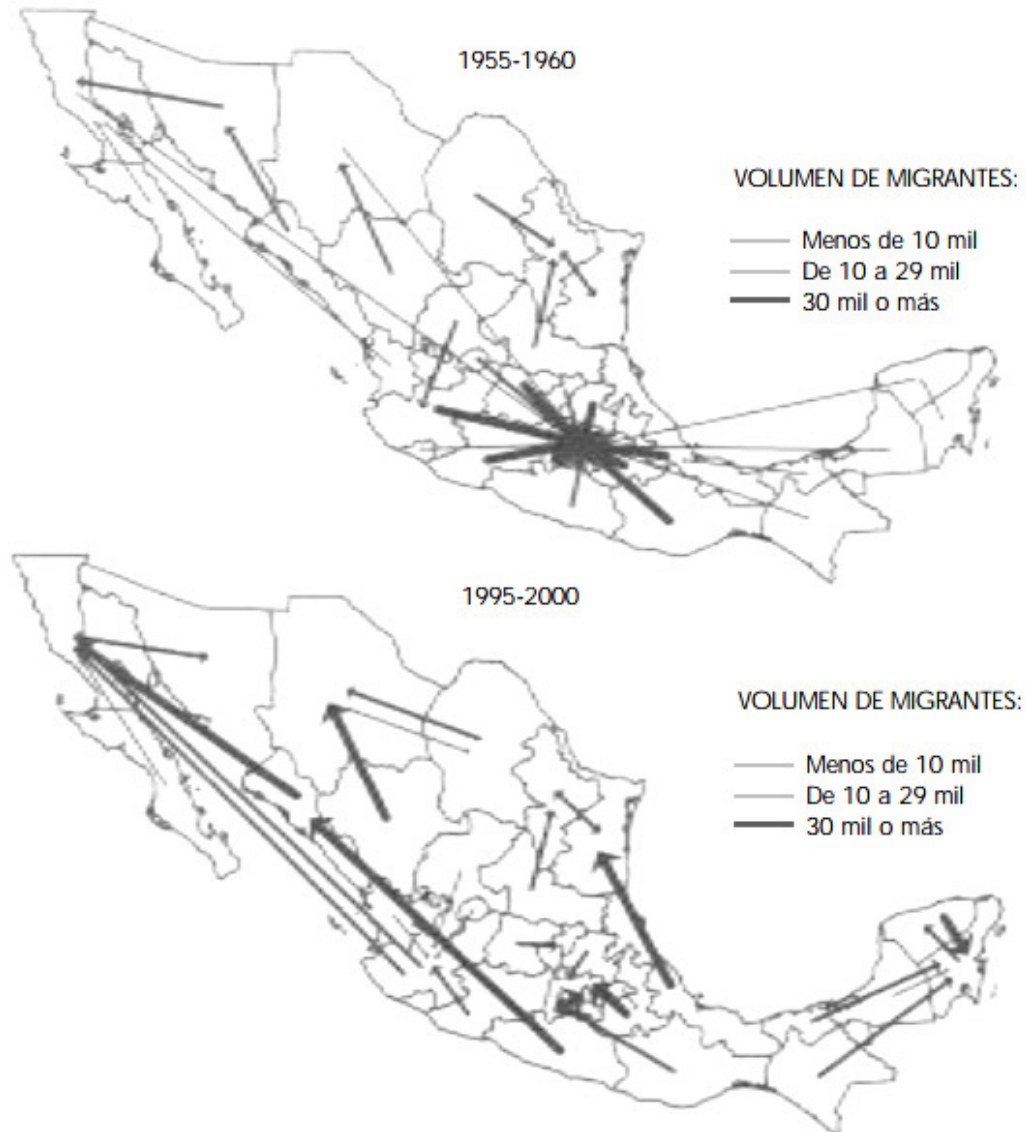 1955-1960
VOLUMEN DE MIGRANTES:
Menos de 10 mil
De 10 a 29 mil
30 mil o más
1995-2000
VOLUMEN DE MIGRANTES:
Menos de 10 mil
De 10 a 29 mil
30 mil o más